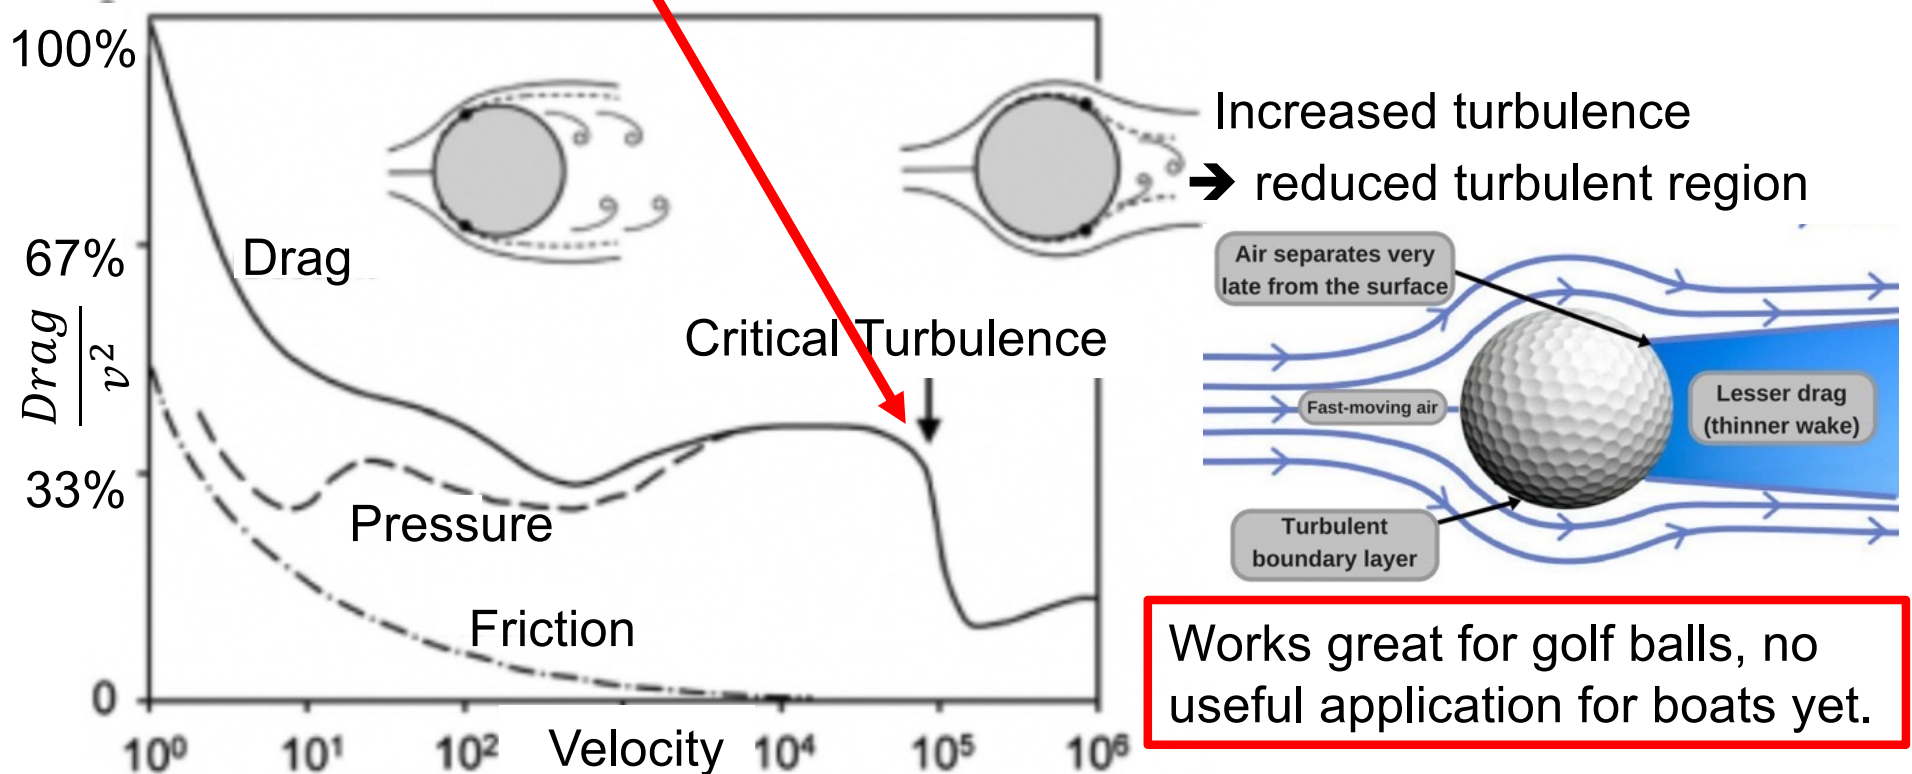 100%
67%
33%
0
Drag
v²
Drag
Critical Turbulence
Pressure
Friction
10⁰
10¹
10²
Velocity
10⁴
10⁵
10⁶
Increased turbulence
➔ reduced turbulent region
Air separates very
late from the surface
Fast-moving air
Lesser drag
(thinner wake)
Turbulent
boundary layer
Works great for golf balls, no
useful application for boats yet.